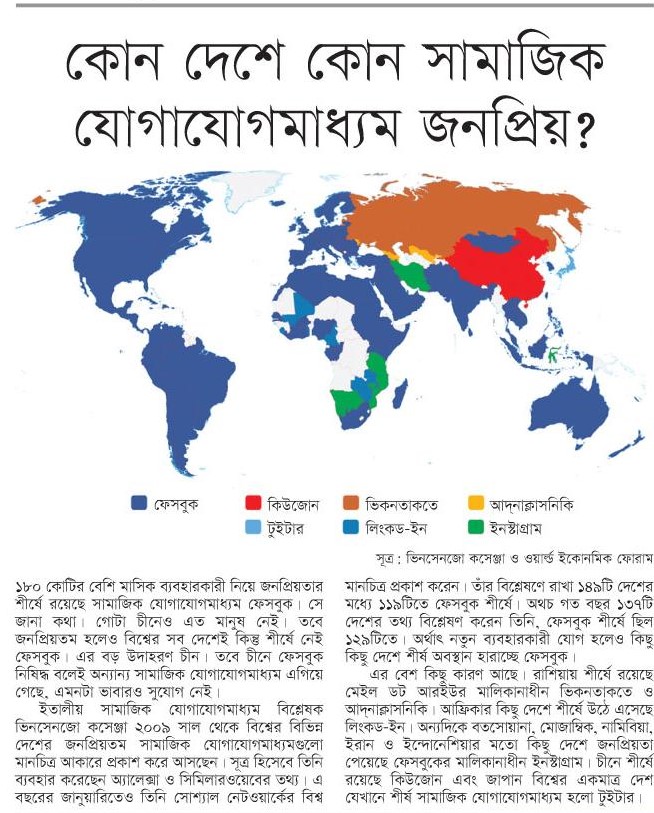 কোন দেশে কোন সামাজিক
যোগাযোগমাধ্যম জনপ্রিয়?
ফেসবুক
কিউজোন
ভিকনতাকতে
আদ্‌নাক্লাসনিকি
টুইটার
লিংকড-ইন
ইনস্টাগ্রাম
সূত্র : ভিনসেনজো কসেঞ্জা ও ওয়ার্ল্ড ইকোনমিক ফোরাম
১৮০ কোটির বেশি মাসিক ব্যবহারকারী নিয়ে জনপ্রিয়তার
শীর্ষে রয়েছে সামাজিক যোগাযোগমাধ্যম ফেসবুক। সে
জানা কথা। গোটা চীনেও এত মানুষ নেই। তবে
জনপ্রিয়তম হলেও বিশ্বের সব দেশেই কিন্তু শীর্ষে নেই
ফেসবুক। এর বড় উদাহরণ চীন। তবে চীনে ফেসবুক
নিষিদ্ধ বলেই অন্যান্য সামাজিক যোগাযোগমাধ্যম এগিয়ে
গেছে, এমনটা ভাবারও সুযোগ নেই।
ইতালীয় সামাজিক যোগাযোগমাধ্যম বিশ্লেষক
ভিনসেনজো কসেঞ্জা ২০০৯ সাল থেকে বিশ্বের বিভিন্ন
দেশের জনপ্রিয়তম সামাজিক যোগাযোগমাধ্যমগুলো
মানচিত্র আকারে প্রকাশ করে আসছেন। সূত্র হিসেবে তিনি
ব্যবহার করেছেন অ্যালেক্সা ও সিমিলারওয়েবের তথ্য। এ
বছরের জানুয়ারিতেও তিনি সোশ্যাল নেটওয়ার্কের বিশ্ব
মানচিত্র প্রকাশ করেন। তাঁর বিশ্লেষণে রাখা ১৪৯টি দেশের
মধ্যে ১১৯টিতে ফেসবুক শীর্ষে। অথচ গত বছর ১৩৭টি
দেশের তথ্য বিশ্লেষণ করেন তিনি, ফেসবুক শীর্ষে ছিল
১২৯টিতে। অর্থাৎ নতুন ব্যবহারকারী যোগ হলেও কিছু
কিছু দেশে শীর্ষ অবস্থান হারাচ্ছে ফেসবুক।
এর বেশ কিছু কারণ আছে। রাশিয়ায় শীর্ষে রয়েছে
মেইল ডট আরইউর মালিকানাধীন ভিকনতাকতে ও
আদ্‌নাক্লাসনিকি। আফ্রিকার কিছু দেশে শীর্ষে উঠে এসেছে
লিংকড-ইন। অন্যদিকে বতসোয়ানা, মোজাম্বিক, নামিবিয়া,
ইরান ও ইন্দোনেশিয়ার মতো কিছু দেশে জনপ্রিয়তা
পেয়েছে ফেসবুকের মালিকানাধীন ইনস্টাগ্রাম। চীনে শীর্ষে
রয়েছে কিউজোন এবং জাপান বিশ্বের একমাত্র দেশ
যেখানে শীর্ষ সামাজিক যোগাযোগমাধ্যম হলো টুইটার।